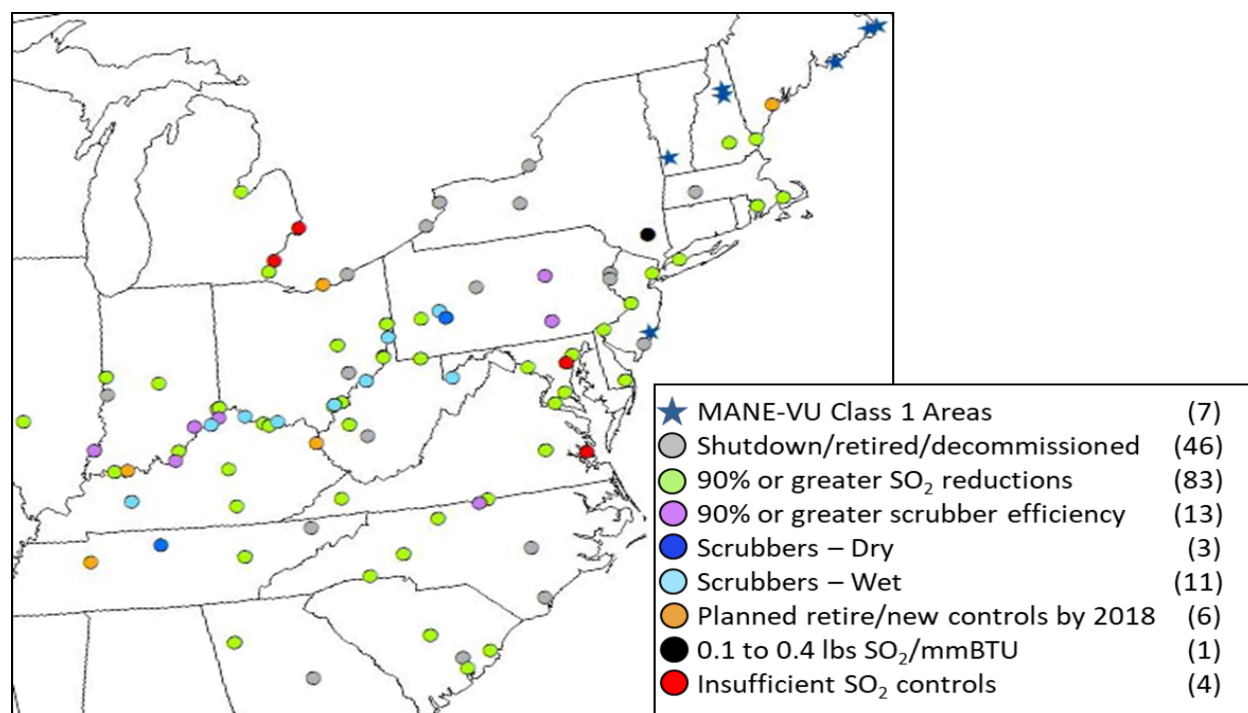 MANE-VU Class 1 Areas (7)
Shutdown/retired/decommissioned (46)
90% or greater SO₂ reductions (83)
90% or greater scrubber efficiency (13)
Scrubbers – Dry (3)
Scrubbers – Wet (11)
Planned retire/new controls by 2018 (6)
0.1 to 0.4 lbs SO₂/mmBTU (1)
Insufficient SO₂ controls (4)